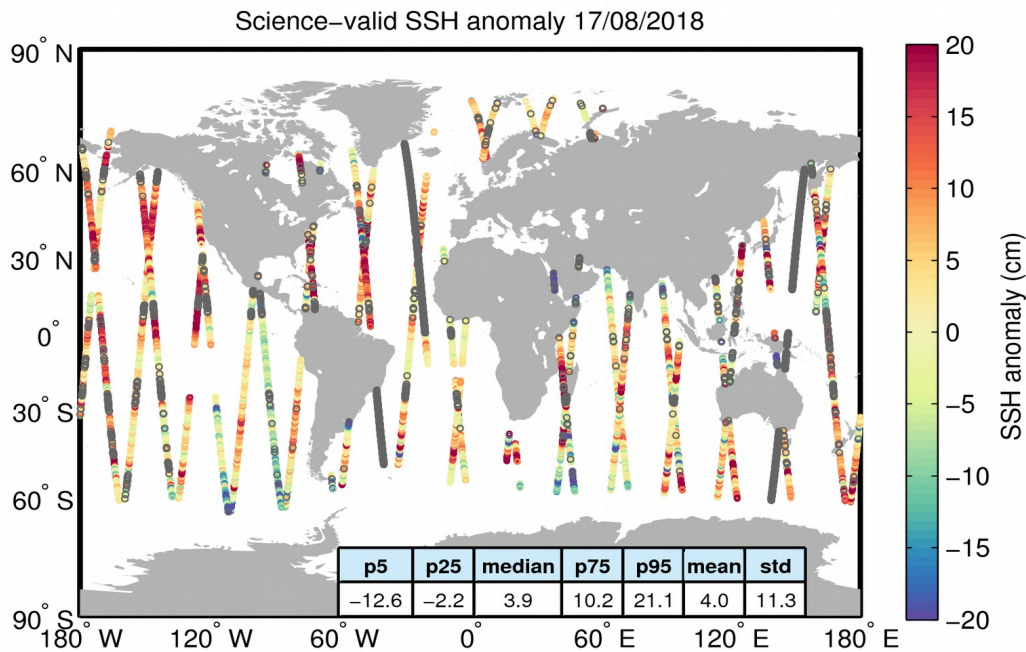 Science−valid SSH anomaly 17/08/2018
90° N
60° N
30° N
0°
30° S
60° S
90° S
180° W 120° W 60° W 0° 60° E 120° E 180° E
p5 p25 median p75 p95 mean std
−12.6 −2.2 3.9 10.2 21.1 4.0 11.3
20
15
10
5
0
−5
−10
−15
−20
SSH anomaly (cm)